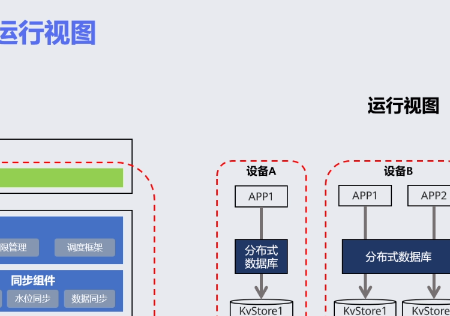 运行视图
运行视图
设备A
设备B
APP1
APP1
APP2
分布式
数据库
分布式数据库
限管理
调度框架
同步组件
水位同步
数据同步
KvStore1
KvStore1
KvStore